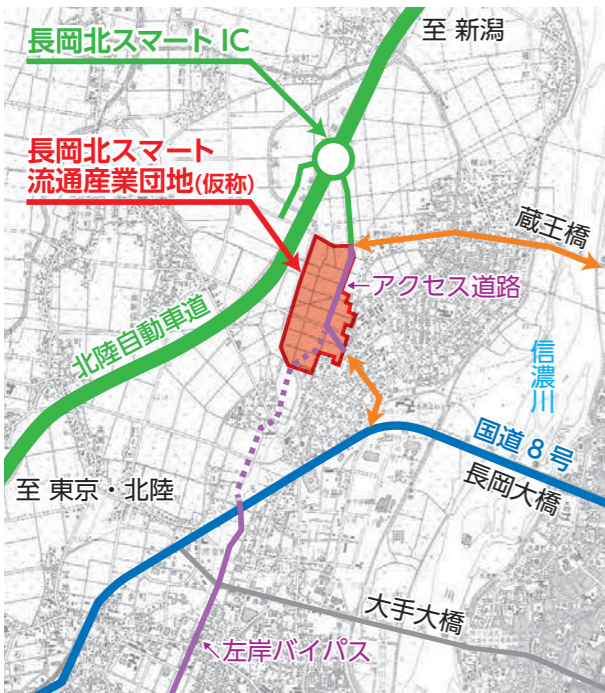 至 新潟
長岡北スマート IC
長岡北スマート
流通産業団地(仮称)
蔵王橋
アクセス道路
北陸自動車道
信濃川
国道 8 号
長岡大橋
至 東京・北陸
大手大橋
左岸バイパス